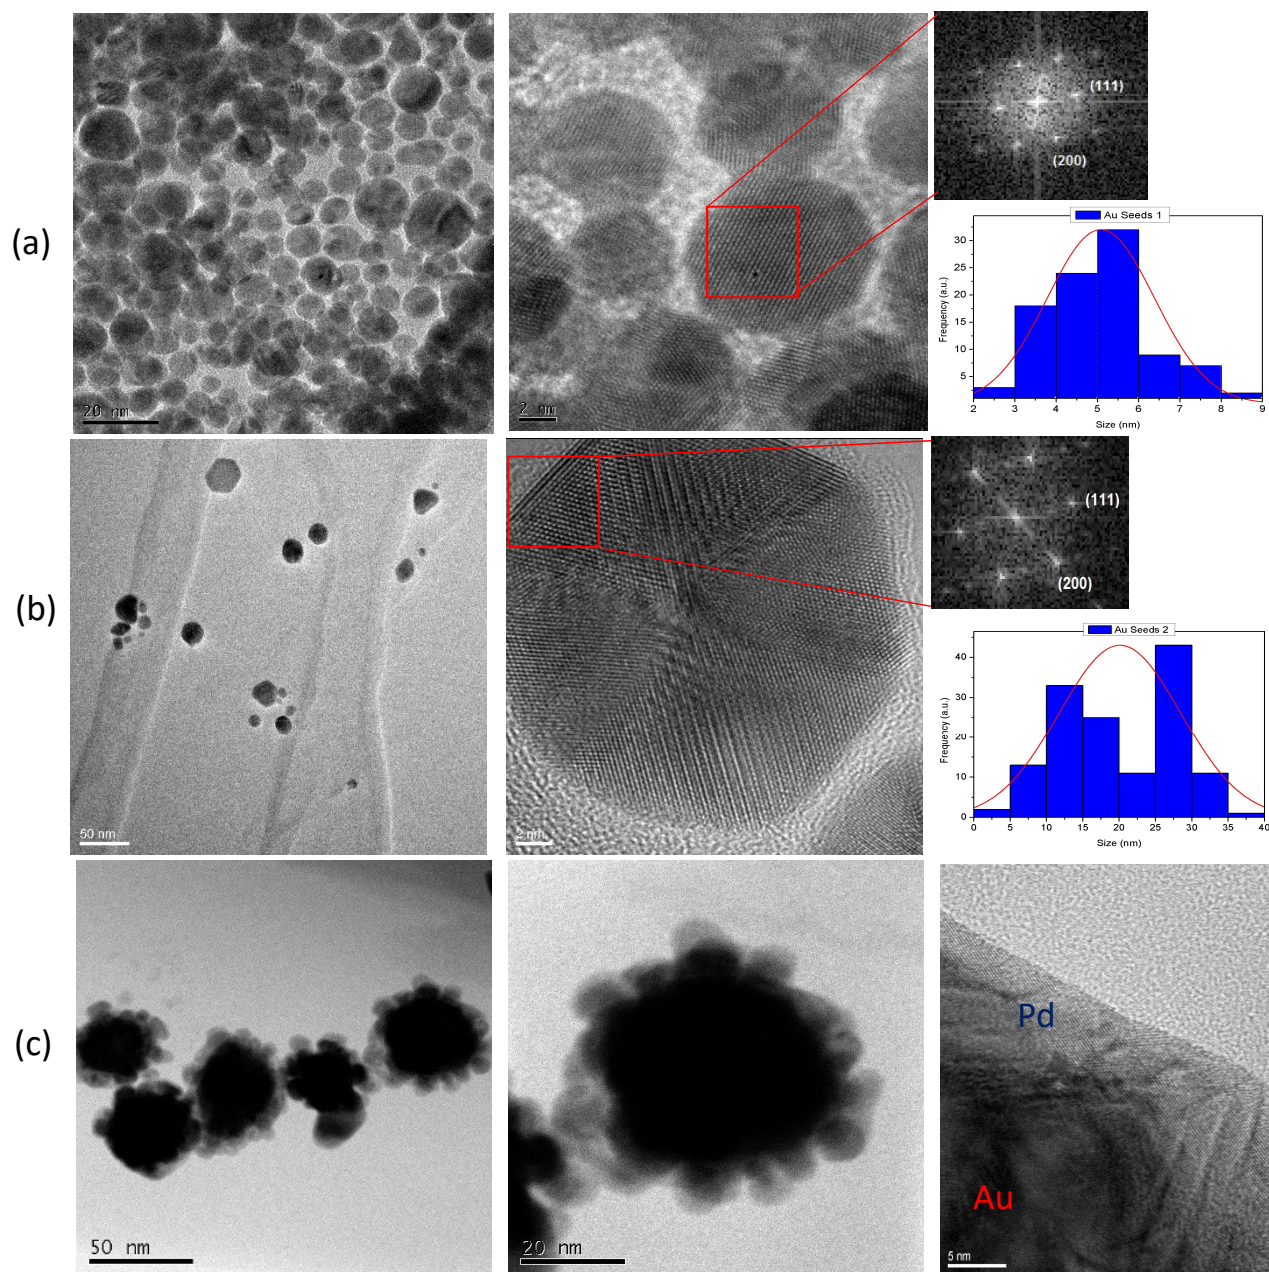 (a)
20 nm
2 nm
(111)
(200)
Au Seeds 1
Frequency (a.u.)
30
25
20
15
10
5
2 3 4 5 6 7 8 9
Size (nm)
(b)
50 nm
2 nm
(111)
(200)
Au Seeds 2
Frequency (a.u.)
40
30
20
10
0
0 5 10 15 20 25 30 35 40
Size (nm)
(c)
50 nm
20 nm
Pd
Au
5 nm